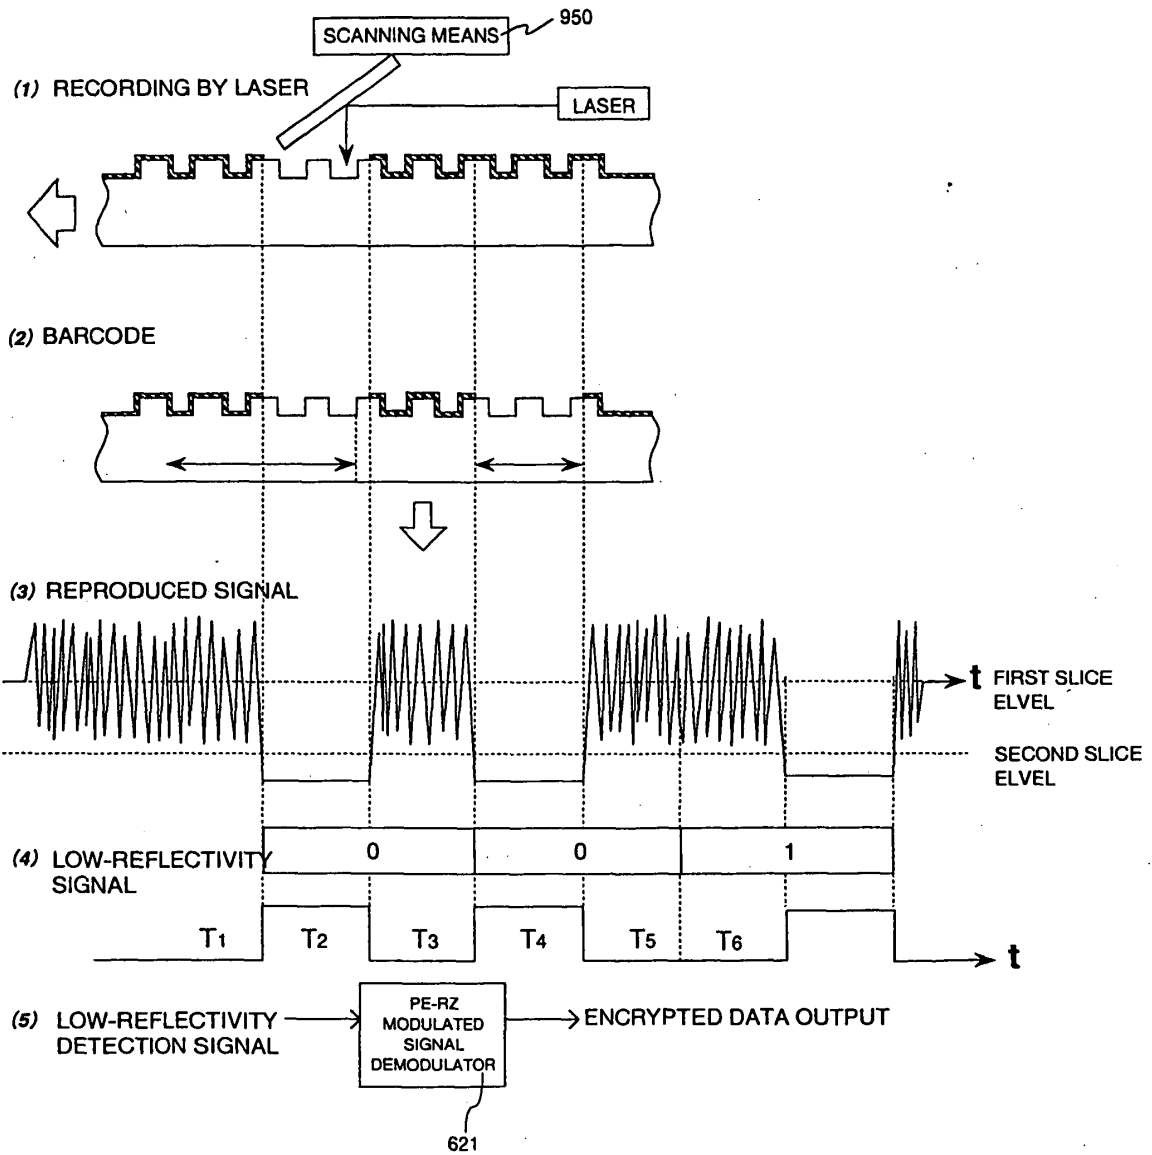 950
SCANNING MEANS
(1) RECORDING BY LASER
LASER
(2) BARCODE
(3) REPRODUCED SIGNAL
t
FIRST SLICE
ELVEL
SECOND SLICE
ELVEL
(4) LOW-REFLECTIVITY
SIGNAL
0
0
1
T1
T2
T3
T4
T5
T6
t
(5) LOW-REFLECTIVITY
DETECTION SIGNAL
PE-RZ
MODULATED
SIGNAL
DEMODULATOR
ENCRYPTED DATA OUTPUT
621